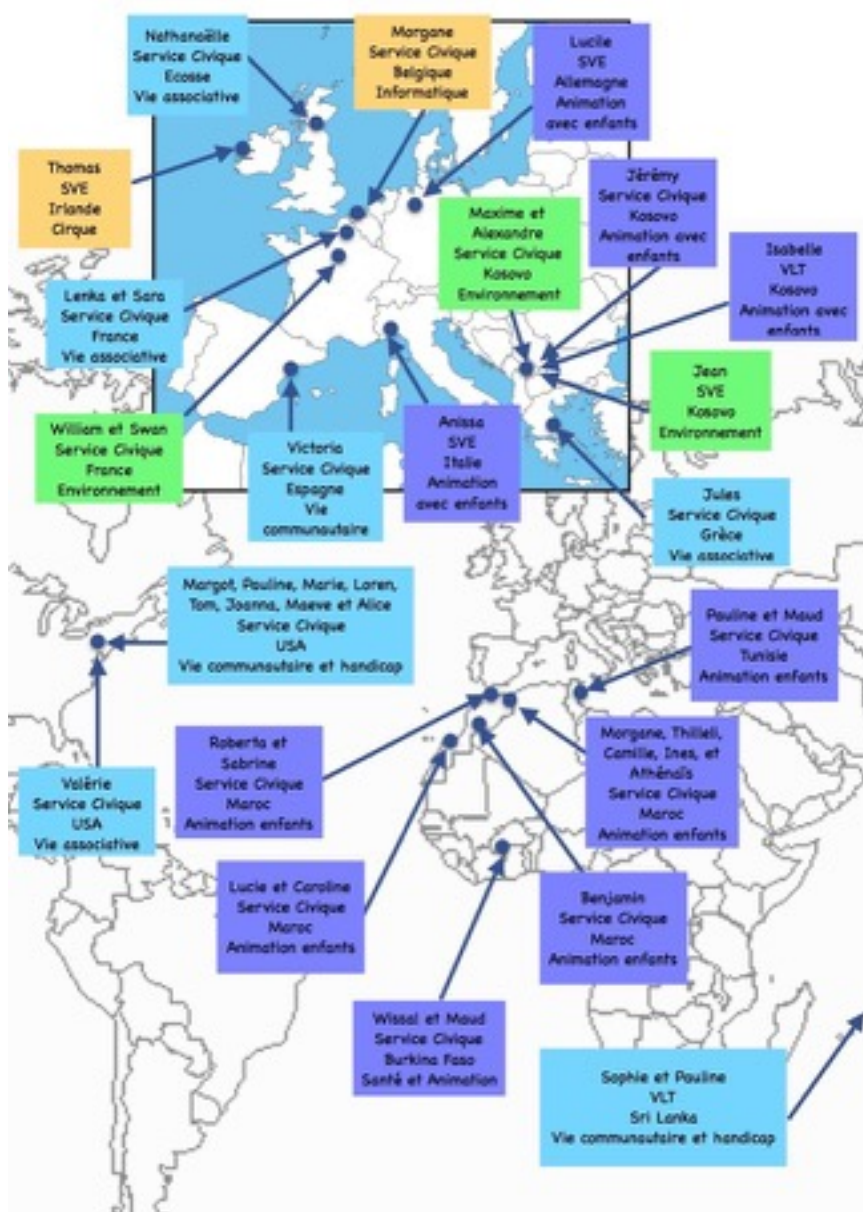 Nathanaëlle
Service Civique
Ecosse
Vie associative
Morgane
Service Civique
Belgique
Informatique
Lucile
SVE
Allemagne
Animation
avec enfants
Thomas
SVE
Irlande
Cirque
Maxime et
Alexandre
Service Civique
Kosovo
Environnement
Jérémy
Service Civique
Kosovo
Animation avec
enfants
Isabelle
VLT
Kosovo
Animation avec
enfants
Lenka et Sara
Service Civique
France
Vie associative
Jean
SVE
Kosovo
Environnement
William et Swan
Service Civique
France
Environnement
Victoria
Service Civique
Espagne
Vie
communautaire
Anissa
SVE
Italie
Animation
avec enfants
Jules
Service Civique
Grèce
Vie associative
Margot, Pauline, Marie, Loren,
Tom, Joanna, Maeve et Alice
Service Civique
USA
Vie communautaire et handicap
Pauline et Maud
Service Civique
Tunisie
Animation enfants
Roberta et
Sabrine
Service Civique
Maroc
Animation enfants
Morgane, Thilleli,
Camille, Ines, et
Athénaïs
Service Civique
Maroc
Animation enfants
Valérie
Service Civique
USA
Vie associative
Lucie et Caroline
Service Civique
Maroc
Animation enfants
Benjamin
Service Civique
Maroc
Animation enfants
Wissal et Maud
Service Civique
Burkina Faso
Santé et Animation
Sophie et Pauline
VLT
Sri Lanka
Vie communautaire et handicap